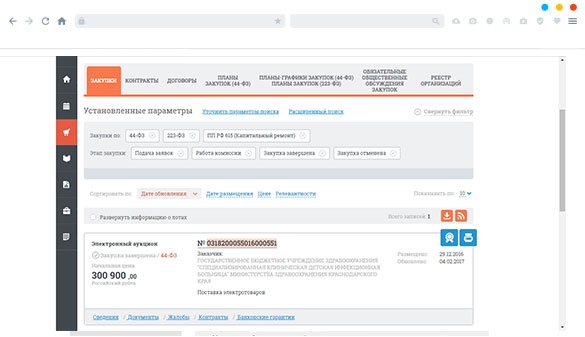 ЗАКУПКИ
КОНТРАКТЫ
ДОГОВОРЫ
ПЛАНЫ
ЗАКУПОК (44-ФЗ)
ПЛАНЫ-ГРАФИКИ ЗАКУПОК (44-ФЗ)
ПЛАНЫ ЗАКУПОК (223-ФЗ)
ОБЯЗАТЕЛЬНЫЕ
ОБЩЕСТВЕННЫЕ
ОБСУЖДЕНИЯ
ЗАКУПОК
РЕЕСТР
ОРГАНИЗАЦИЙ
Установленные параметры Уточнить параметры поиска Расширенный поиск Свернуть фильтр
Закупки по: 44-ФЗ 223-ФЗ ПП РФ 615 (Капитальный ремонт)
Этап закупки: Подача заявок Работа комиссии Закупка завершена Закупка отменена
Сортировать по: Дате обновления Дате размещения Цене Релевантности Показывать по: 10
Развернуть информацию о лотах Всего записей: 1
Электронный аукцион № 0318200055016000551
Закупка завершена / 44-ФЗ
Начальная цена
300 900 ,00
Российский рубль
Заказчик:
ГОСУДАРСТВЕННОЕ БЮДЖЕТНОЕ УЧРЕЖДЕНИЕ ЗДРАВООХРАНЕНИЯ
"СПЕЦИАЛИЗИРОВАННАЯ КЛИНИЧЕСКАЯ ДЕТСКАЯ ИНФЕКЦИОННАЯ
БОЛЬНИЦА" МИНИСТЕРСТВА ЗДРАВООХРАНЕНИЯ КРАСНОДАРСКОГО
КРАЯ
Поставка электротоваров
Размещено: 29.12.2016
Обновлено: 04.02.2017
Сведения / Документы / Жалобы / Контракты / Банковские гарантии